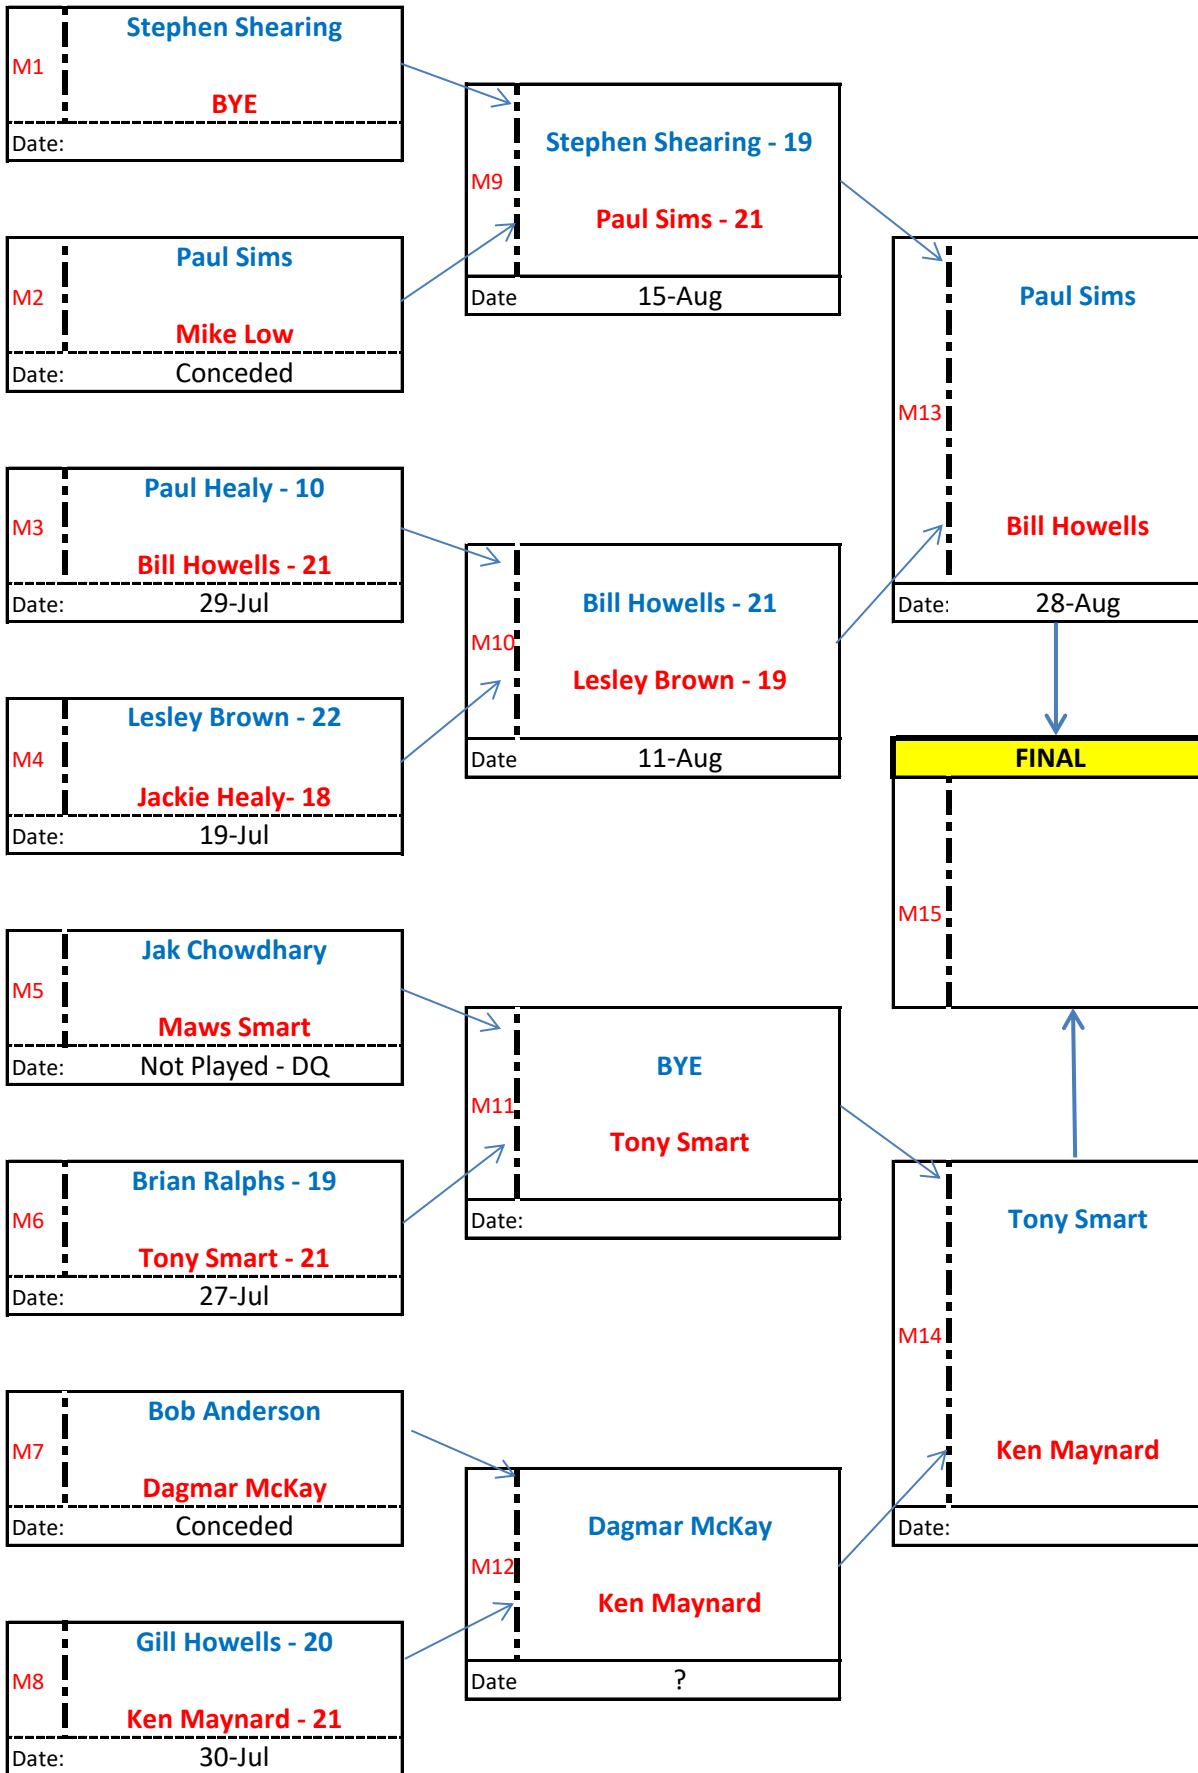 Stephen Shearing
M1
BYE
Date:
Paul Sims
M2
Mike Low
Date: Conceded
Paul Healy - 10
M3
Bill Howells - 21
Date: 29-Jul
Lesley Brown - 22
M4
Jackie Healy- 18
Date: 19-Jul
Jak Chowdhary
M5
Maws Smart
Date: Not Played - DQ
Brian Ralphs - 19
M6
Tony Smart - 21
Date: 27-Jul
Bob Anderson
M7
Dagmar McKay
Date: Conceded
Gill Howells - 20
M8
Ken Maynard - 21
Date: 30-Jul
Stephen Shearing - 19
M9
Paul Sims - 21
Date 15-Aug
Bill Howells - 21
M10
Lesley Brown - 19
Date 11-Aug
BYE
M11
Tony Smart
Date:
Dagmar McKay
M12
Ken Maynard
Date ?
Paul Sims
M13
Bill Howells
Date: 28-Aug
FINAL
M15
Tony Smart
M14
Ken Maynard
Date: